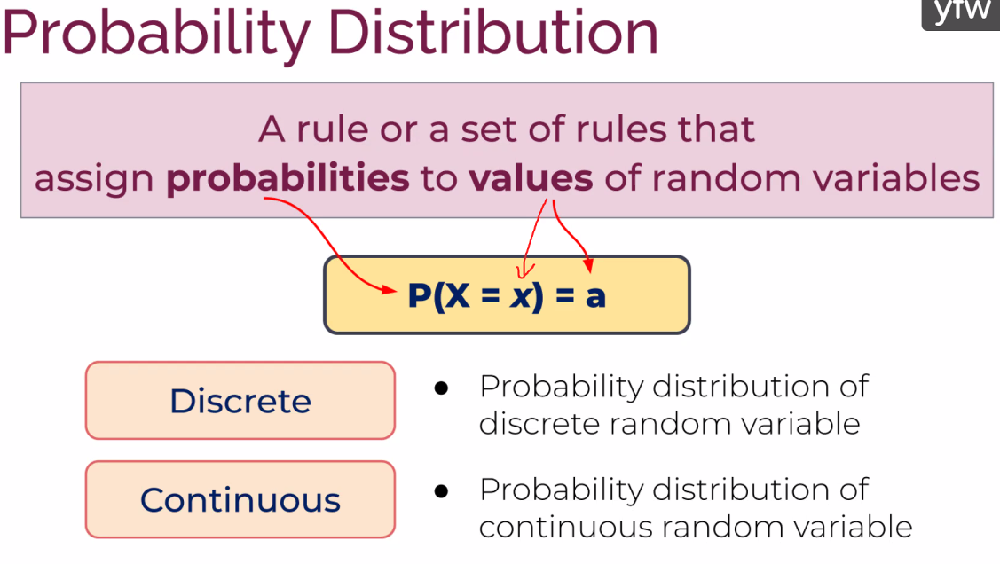 Probability Distribution
yfw
A rule or a set of rules that
assign probabilities to values of random variables
P(X = x) = a
Discrete
● Probability distribution of
discrete random variable
Continuous
● Probability distribution of
continuous random variable